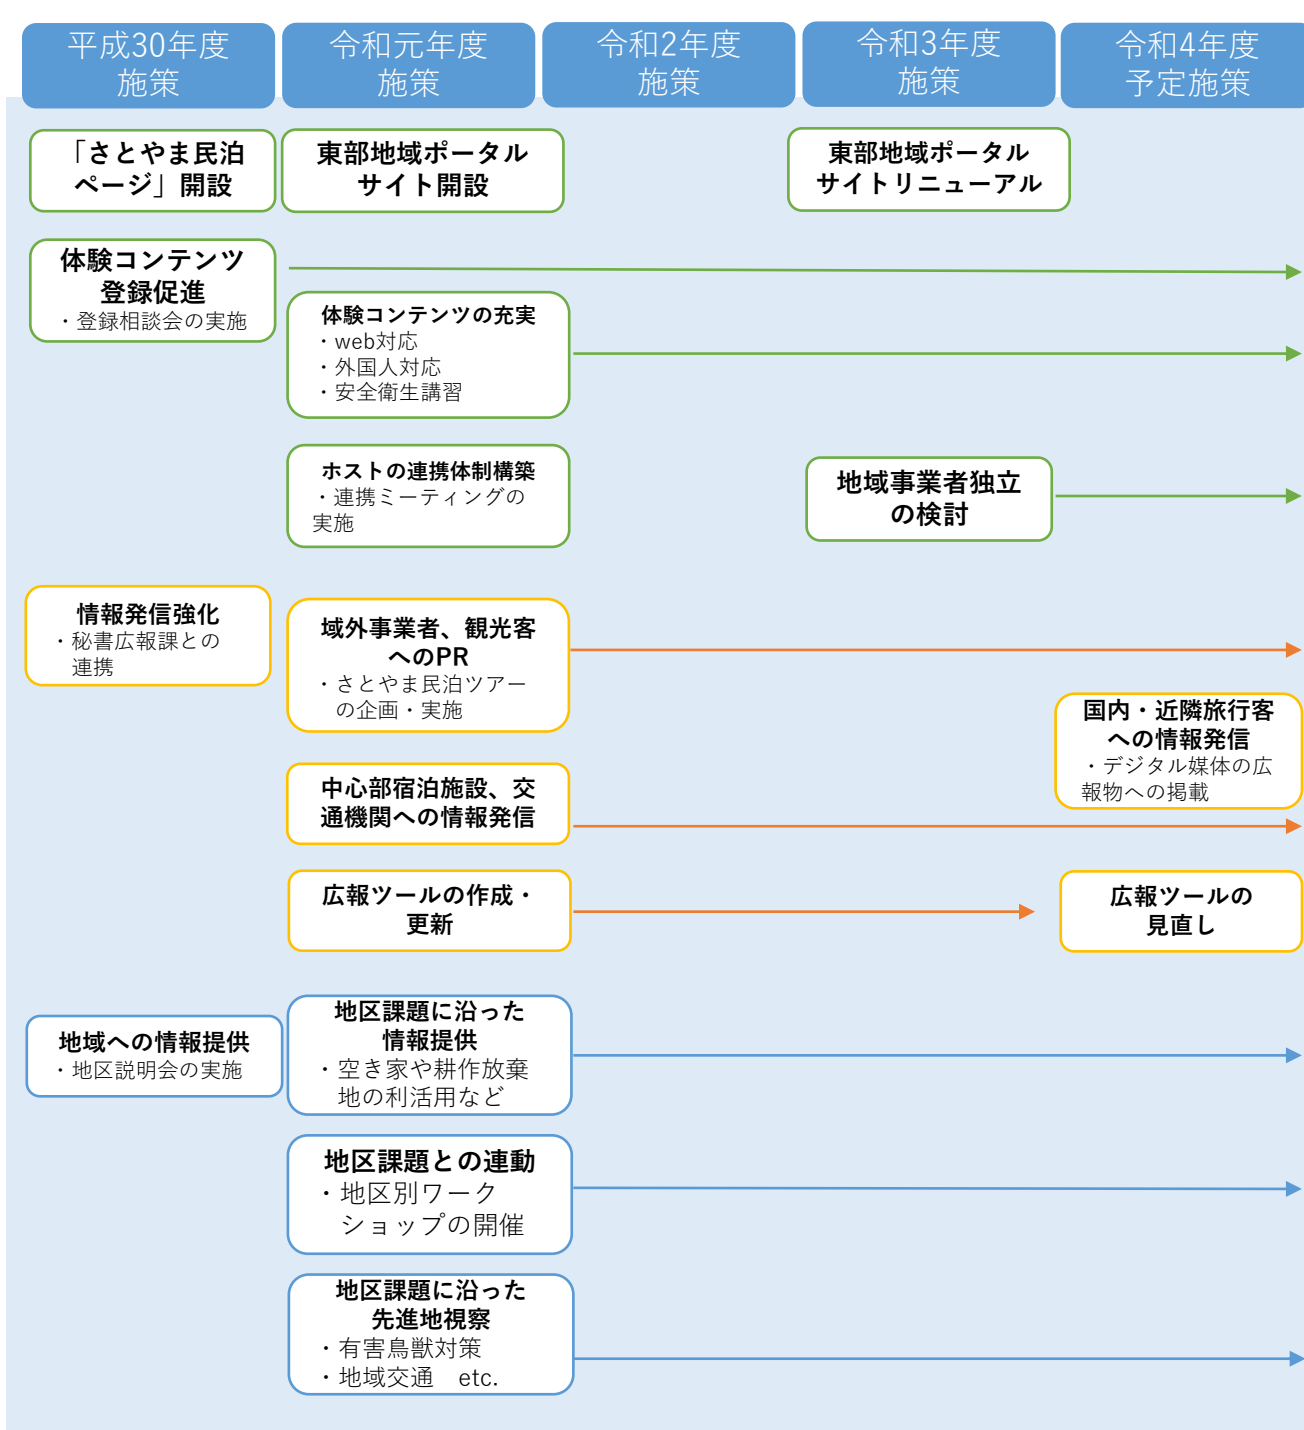 平成30年度
施策
令和元年度
施策
令和2年度
施策
令和3年度
施策
令和4年度
予定施策
「さとやま民泊
ページ」開設
東部地域ポータル
サイト開設
東部地域ポータル
サイトリニューアル
体験コンテンツ
登録促進
・登録相談会の実施
体験コンテンツの充実
・web対応
・外国人対応
・安全衛生講習
ホストの連携体制構築
・連携ミーティングの
実施
地域事業者独立
の検討
情報発信強化
・秘書広報課との
連携
域外事業者、観光客
へのPR
・さとやま民泊ツアー
の企画・実施
国内・近隣旅行客
への情報発信
・デジタル媒体の広
報物への掲載
中心部宿泊施設、交
通機関への情報発信
広報ツールの作成・
更新
広報ツールの
見直し
地域への情報提供
・地区説明会の実施
地区課題に沿った
情報提供
・空き家や耕作放棄
地の利活用など
地区課題との連動
・地区別ワーク
ショップの開催
地区課題に沿った
先進地視察
・有害鳥獣対策
・地域交通　etc.